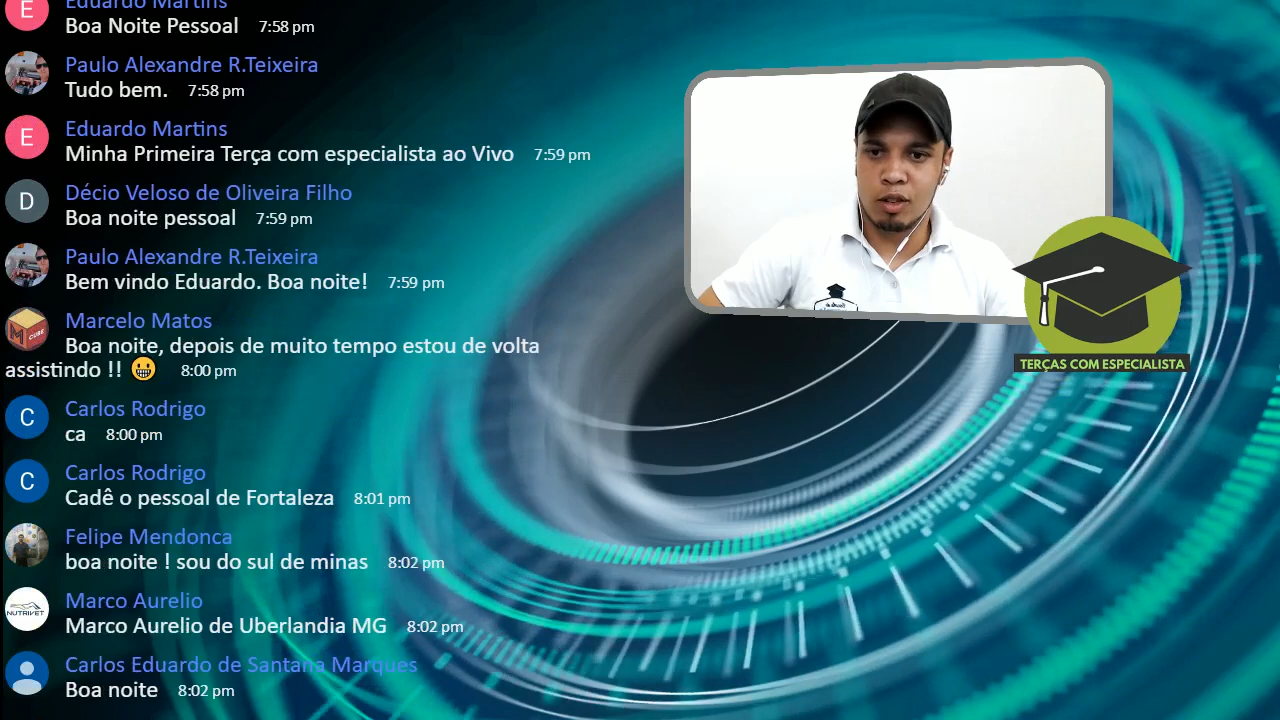 Eduardo Martins
E
Boa Noite Pessoal 7:58 pm
Paulo Alexandre R.Teixeira
Tudo bem. 7:58 pm
Eduardo Martins
E
Minha Primeira Terça com especialista ao Vivo 7:59 pm
Décio Veloso de Oliveira Filho
D
Boa noite pessoal 7:59 pm
Paulo Alexandre R.Teixeira
Bem vindo Eduardo. Boa noite! 7:59 pm
Marcelo Matos
M CUBE
Boa noite, depois de muito tempo estou de volta
assistindo !! 😀 8:00 pm
Carlos Rodrigo
C
ca 8:00 pm
Carlos Rodrigo
C
Cadê o pessoal de Fortaleza 8:01 pm
Felipe Mendonca
boa noite ! sou do sul de minas 8:02 pm
Marco Aurelio
NUTRIVET
Marco Aurelio de Uberlandia MG 8:02 pm
Carlos Eduardo de Santana Marques
Boa noite 8:02 pm
TERÇAS COM ESPECIALISTA